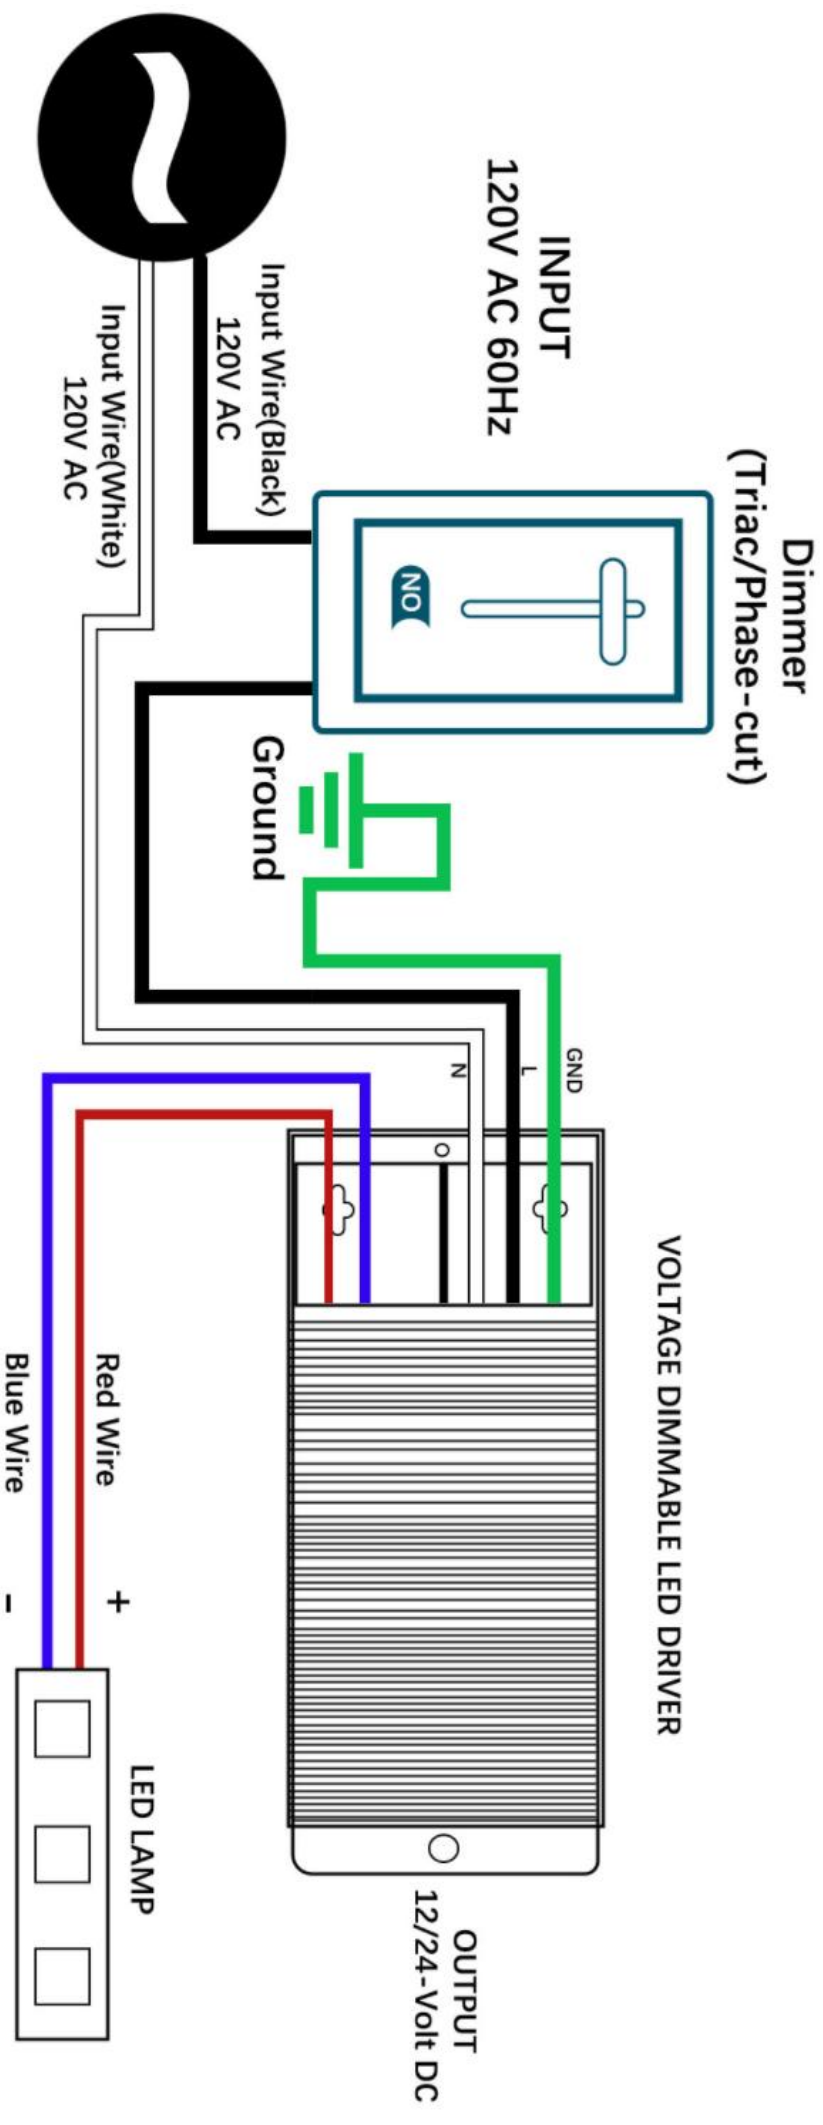 Dimmer
(Triac/Phase-cut)
INPUT
120V AC 60Hz
NO
Input Wire(Black)
120V AC
Input Wire(White)
120V AC
Ground
GND
L
N
VOLTAGE DIMMABLE LED DRIVER
OUTPUT
12/24-Volt DC
Red Wire +
Blue Wire -
LED LAMP